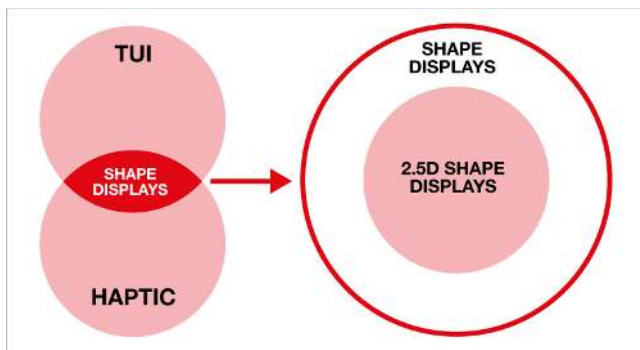 TUI
SHAPE
DISPLAYS
HAPTIC
SHAPE
DISPLAYS
2.5D SHAPE
DISPLAYS